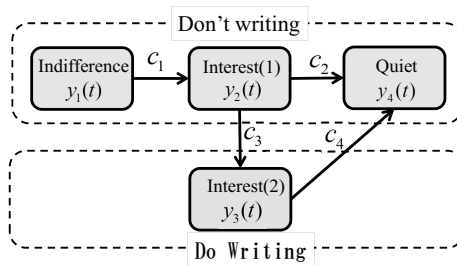 Don't writing
Indifference
y₁(t)
c₁
Interest(1)
y₂(t)
c₂
Quiet
y₄(t)
c₃
c₄
Interest(2)
y₃(t)
Do Writing